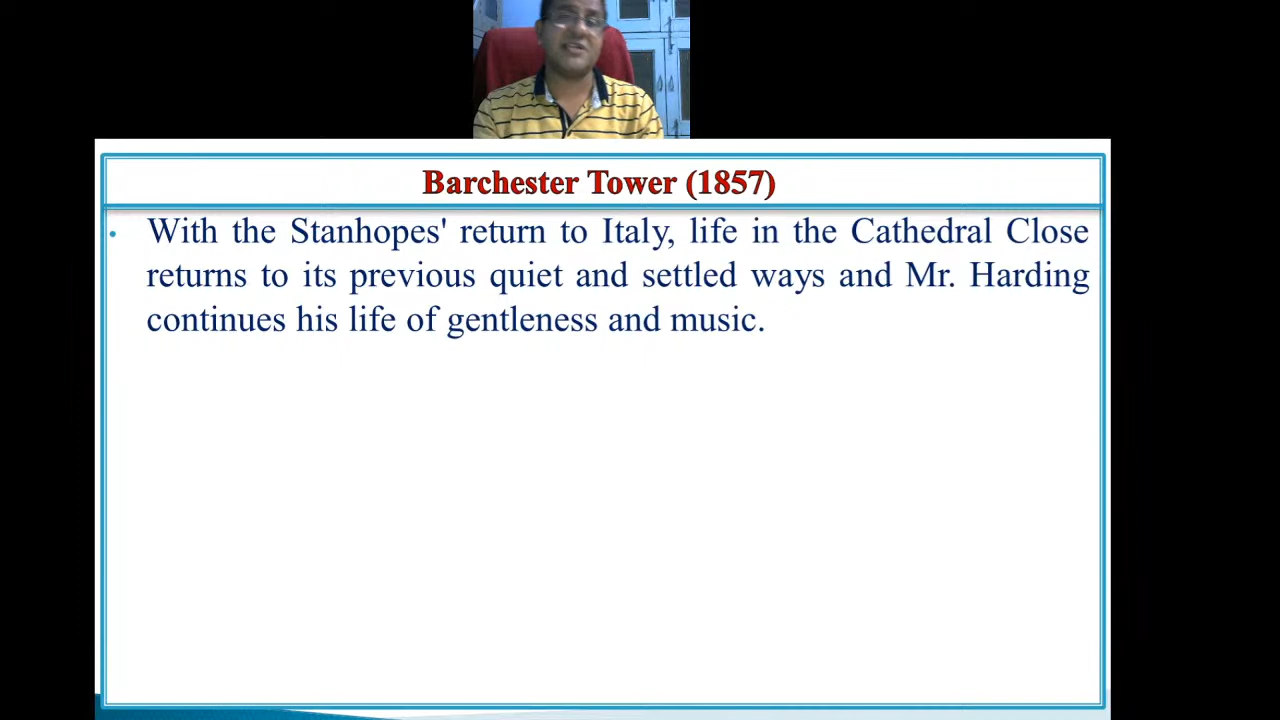 Barchester Tower (1857)
• With the Stanhopes' return to Italy, life in the Cathedral Close
returns to its previous quiet and settled ways and Mr. Harding
continues his life of gentleness and music.